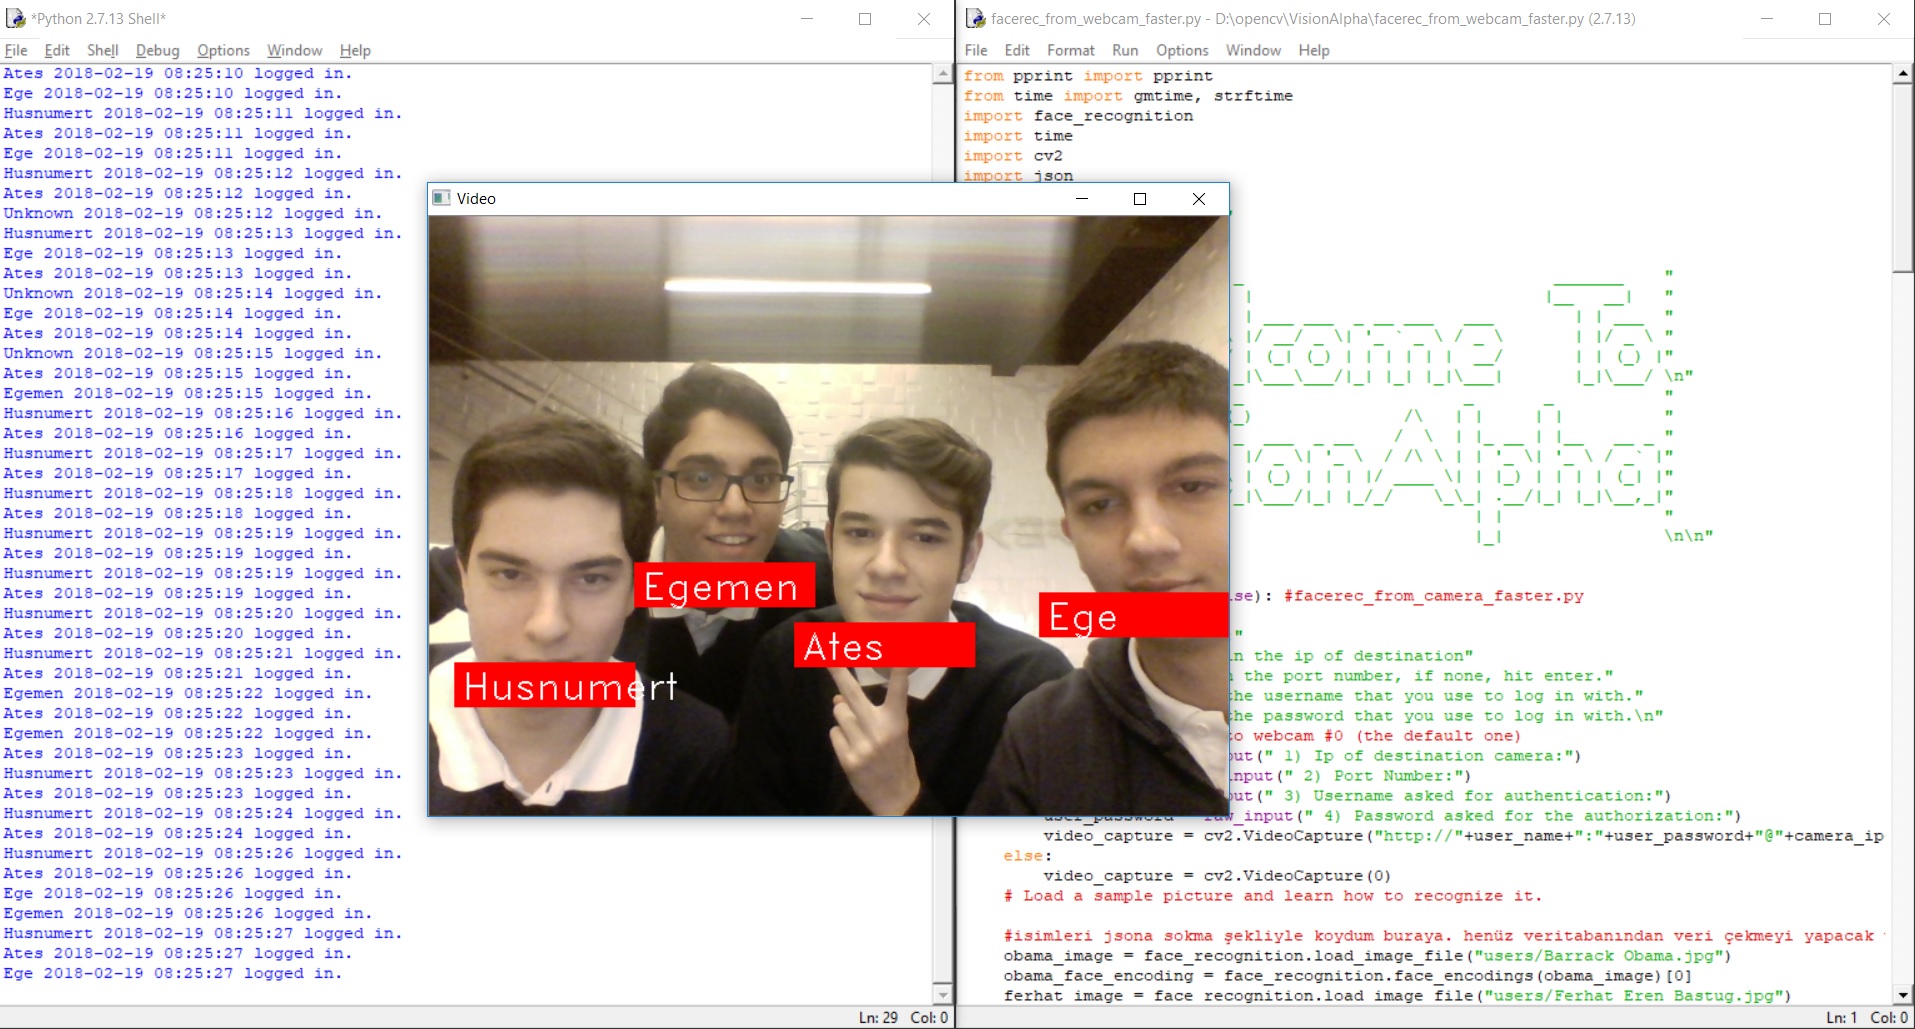 *Python 2.7.13 Shell*
File Edit Shell Debug Options Window Help
Ates 2018-02-19 08:25:10 logged in.
Ege 2018-02-19 08:25:10 logged in.
Husnumert 2018-02-19 08:25:11 logged in.
Ates 2018-02-19 08:25:11 logged in.
Ege 2018-02-19 08:25:11 logged in.
Husnumert 2018-02-19 08:25:12 logged in.
Ates 2018-02-19 08:25:12 logged in.
Unknown 2018-02-19 08:25:12 logged in.
Husnumert 2018-02-19 08:25:13 logged in.
Ege 2018-02-19 08:25:13 logged in.
Ates 2018-02-19 08:25:13 logged in.
Unknown 2018-02-19 08:25:14 logged in.
Ege 2018-02-19 08:25:14 logged in.
Ates 2018-02-19 08:25:14 logged in.
Unknown 2018-02-19 08:25:15 logged in.
Ates 2018-02-19 08:25:15 logged in.
Egemen 2018-02-19 08:25:15 logged in.
Husnumert 2018-02-19 08:25:16 logged in.
Ates 2018-02-19 08:25:16 logged in.
Husnumert 2018-02-19 08:25:17 logged in.
Ates 2018-02-19 08:25:17 logged in.
Husnumert 2018-02-19 08:25:18 logged in.
Ates 2018-02-19 08:25:18 logged in.
Husnumert 2018-02-19 08:25:19 logged in.
Ates 2018-02-19 08:25:19 logged in.
Husnumert 2018-02-19 08:25:19 logged in.
Ates 2018-02-19 08:25:19 logged in.
Husnumert 2018-02-19 08:25:20 logged in.
Ates 2018-02-19 08:25:20 logged in.
Husnumert 2018-02-19 08:25:21 logged in.
Ates 2018-02-19 08:25:21 logged in.
Egemen 2018-02-19 08:25:22 logged in.
Ates 2018-02-19 08:25:22 logged in.
Egemen 2018-02-19 08:25:22 logged in.
Ates 2018-02-19 08:25:23 logged in.
Husnumert 2018-02-19 08:25:23 logged in.
Ates 2018-02-19 08:25:23 logged in.
Husnumert 2018-02-19 08:25:24 logged in.
Ates 2018-02-19 08:25:24 logged in.
Husnumert 2018-02-19 08:25:26 logged in.
Ates 2018-02-19 08:25:26 logged in.
Ege 2018-02-19 08:25:26 logged in.
Egemen 2018-02-19 08:25:26 logged in.
Husnumert 2018-02-19 08:25:27 logged in.
Ates 2018-02-19 08:25:27 logged in.
Ege 2018-02-19 08:25:27 logged in.
Ln: 29 Col: 0
Video
Egemen
Ege
Ates
Husnumert
facerec_from_webcam_faster.py - D:\opencv\VisionAlpha\facerec_from_webcam_faster.py (2.7.13)
File Edit Format Run Options Window Help
from pprint import pprint
from time import gmtime, strftime
import face_recognition
import time
import cv2
import json
lcome To
\n"
ionAlpha
\n\n"
se): #facerec_from_camera_faster.py
"
n the ip of destination"
the port number, if none, hit enter."
the username that you use to log in with."
the password that you use to log in with.\n"
to webcam #0 (the default one)
put(" 1) Ip of destination camera:")
nput(" 2) Port Number:")
put(" 3) Username asked for authentication:")
user_password = raw_input(" 4) Password asked for the authorization:")
video_capture = cv2.VideoCapture("http://"+user_name+":"+user_password+"@"+camera_ip
else:
video_capture = cv2.VideoCapture(0)
# Load a sample picture and learn how to recognize it.
#isimleri jsona sokma şekliyle koydum buraya. henüz veritabanından veri çekmeyi yapacak
obama_image = face_recognition.load_image_file("users/Barrack Obama.jpg")
obama_face_encoding = face_recognition.face_encodings(obama_image)[0]
ferhat_image = face_recognition.load_image_file("users/Ferhat Eren Bastug.jpg")
Ln: 1 Col: 0